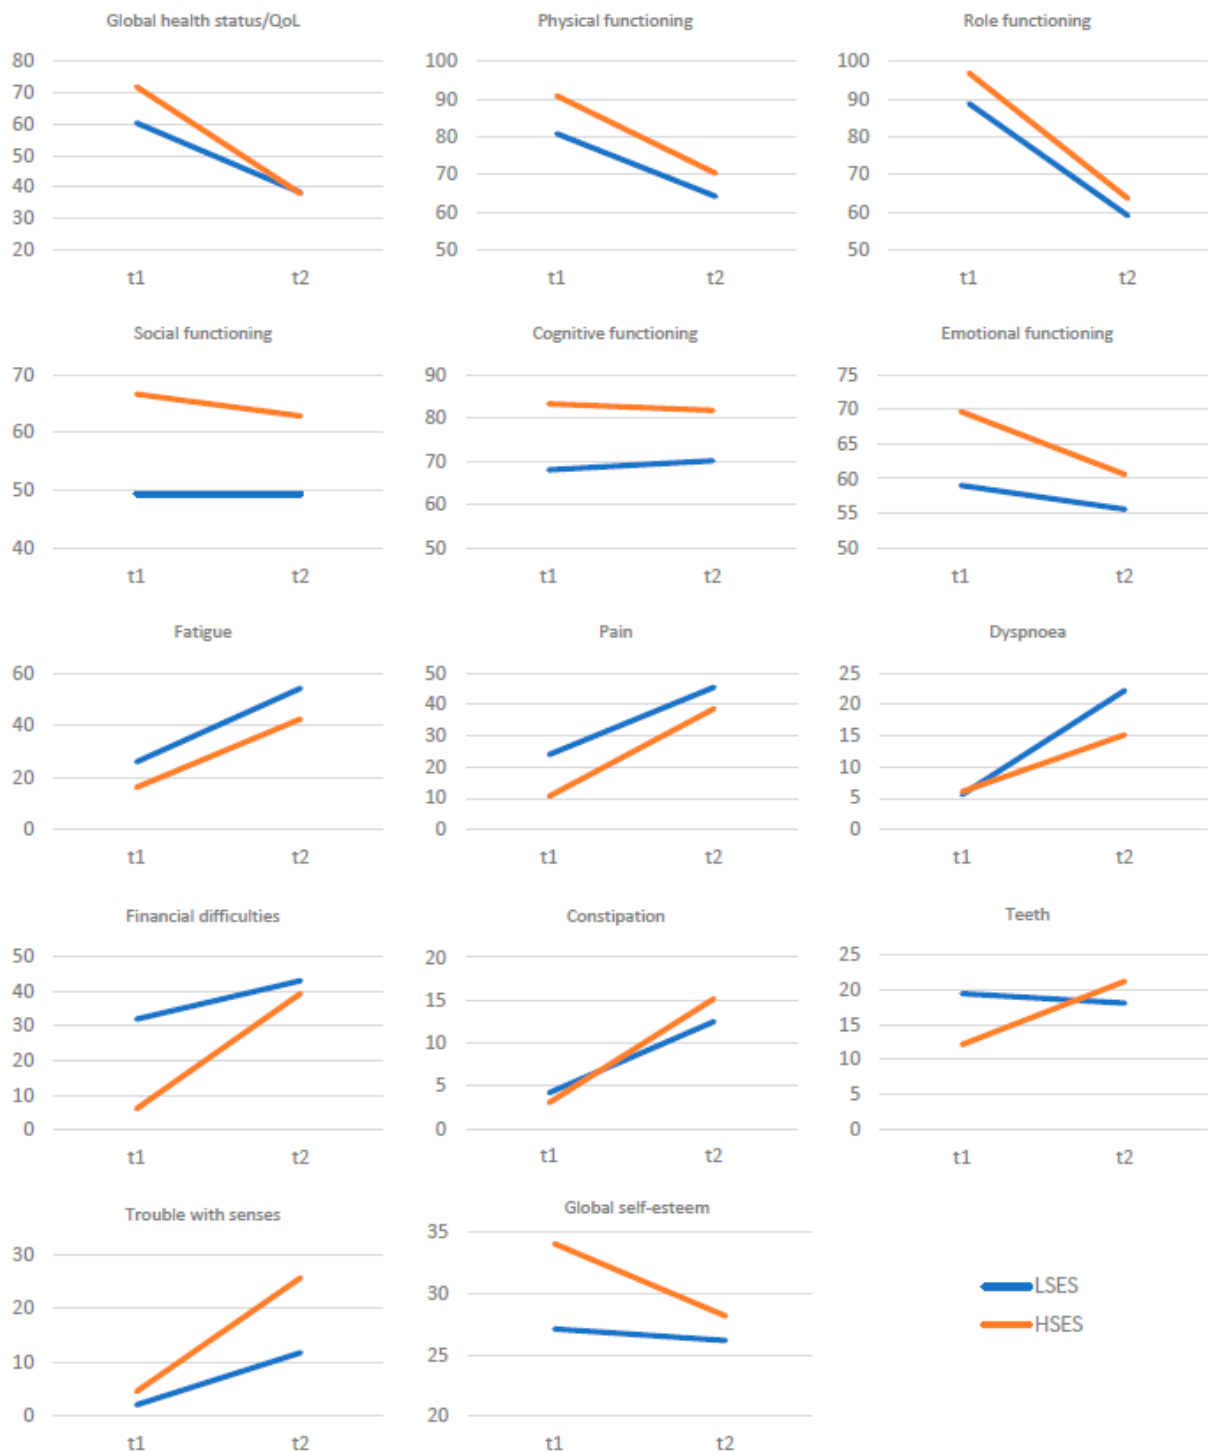 Global health status/QoL
80
70
60
50
40
30
20
t1 t2
Physical functioning
100
90
80
70
60
50
t1 t2
Role functioning
100
90
80
70
60
50
t1 t2
Social functioning
70
60
50
40
t1 t2
Cognitive functioning
90
80
70
60
50
t1 t2
Emotional functioning
75
70
65
60
55
50
t1 t2
Fatigue
60
40
20
0
t1 t2
Pain
50
40
30
20
10
0
t1 t2
Dyspnoea
25
20
15
10
5
0
t1 t2
Financial difficulties
50
40
30
20
10
0
t1 t2
Constipation
20
15
10
5
0
t1 t2
Teeth
25
20
15
10
5
0
t1 t2
Trouble with senses
30
20
10
0
t1 t2
Global self-esteem
35
30
25
20
t1 t2
LSES
HSES